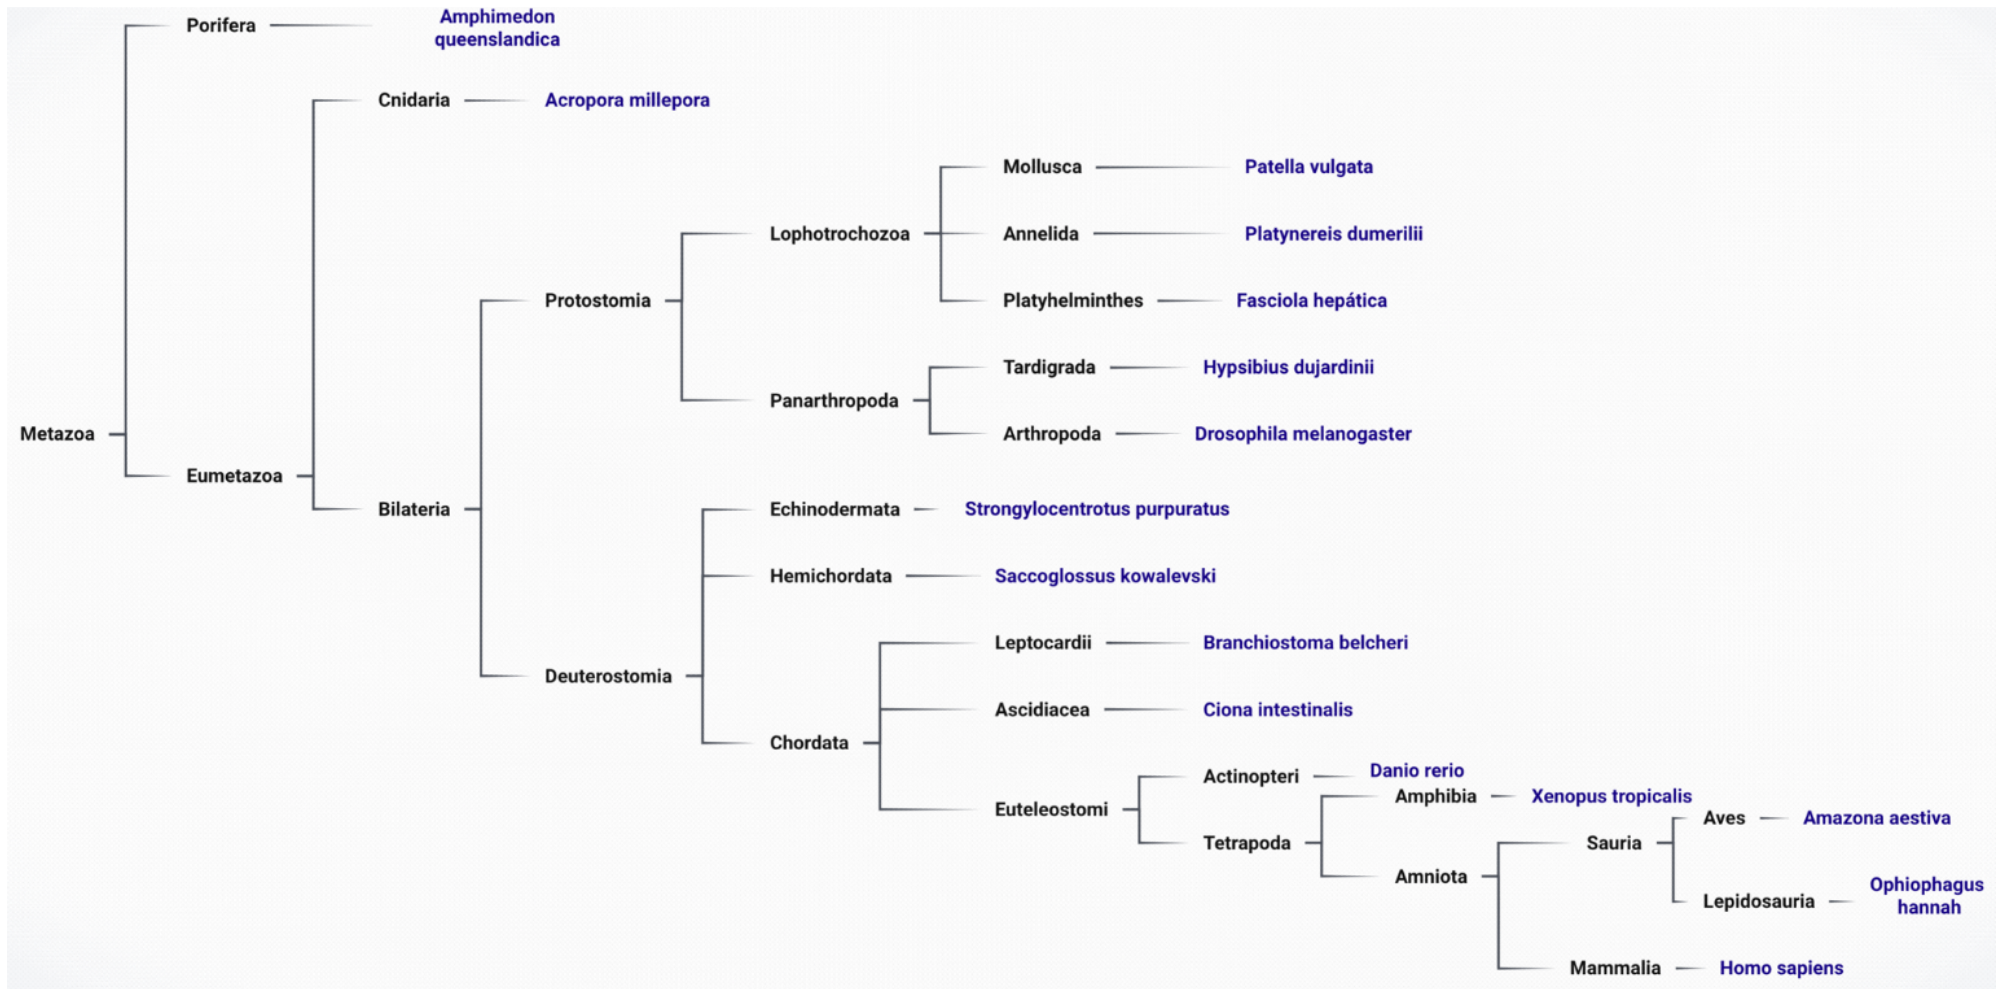 Porifera
Amphimedon
queenslandica
Cnidaria
Acropora millepora
Mollusca
Patella vulgata
Lophotrochozoa
Annelida
Platynereis dumerilii
Protostomia
Platyhelminthes
Fasciola hepática
Tardigrada
Hypsibius dujardinii
Panarthropoda
Metazoa
Arthropoda
Drosophila melanogaster
Eumetazoa
Bilateria
Echinodermata
Strongylocentrotus purpuratus
Hemichordata
Saccoglossus kowalevski
Leptocardii
Branchiostoma belcheri
Deuterostomia
Ascidiacea
Ciona intestinalis
Chordata
Actinopteri
Danio rerio
Amphibia
Xenopus tropicalis
Euteleostomi
Aves
Amazona aestiva
Tetrapoda
Sauria
Amniota
Lepidosauria
Ophiophagus
hannah
Mammalia
Homo sapiens